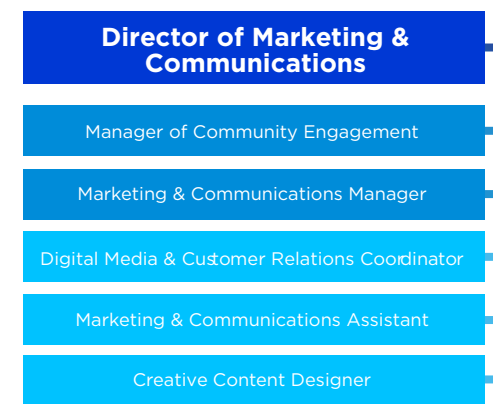 Director of Marketing &
Communications
Manager of Community Engagement
Marketing & Communications Manager
Digital Media & Customer Relations Coordinator
Marketing & Communications Assistant
Creative Content Designer